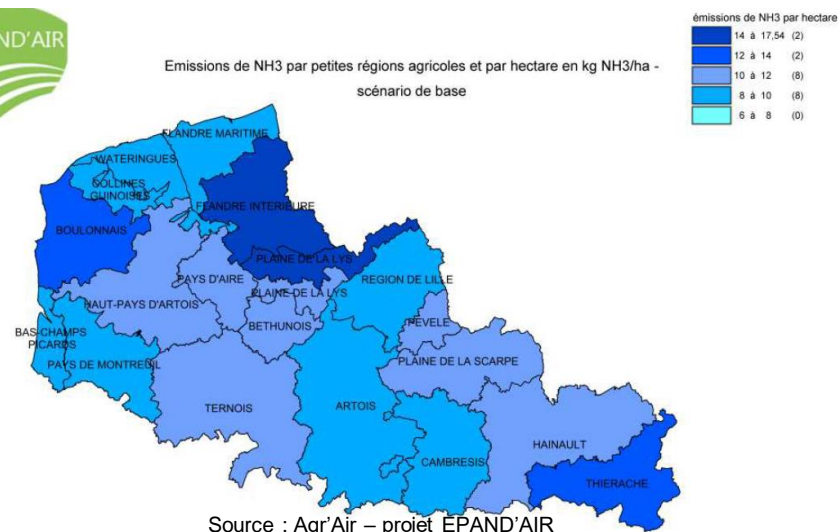 ND'AIR
émissions de NH3 par hectare
14 à 17,54 (2)
12 à 14 (2)
10 à 12 (8)
8 à 10 (8)
6 à 8 (0)
Emissions de NH3 par petites régions agricoles et par hectare en kg NH3/ha -
scénario de base
FLANDRE MARITIME
WATERINGUES
COLLINES
GUINOISES
FLANDRE INTERIEURE
BOULONNAIS
PLAINE DE LA LYS
PAYS D'AIRE
REGION DE LILLE
PLAINE DE LA LYS
HAUT-PAYS D'ARTOIS
BETHUNOIS
PEVELE
BAS-CHAMPS
PICARDS
PAYS DE MONTREUIL
PLAINE DE LA SCARPE
TERNOIS
ARTOIS
HAINAULT
CAMBRESIS
THIERACHE
Source : Agr'Air – projet EPAND'AIR